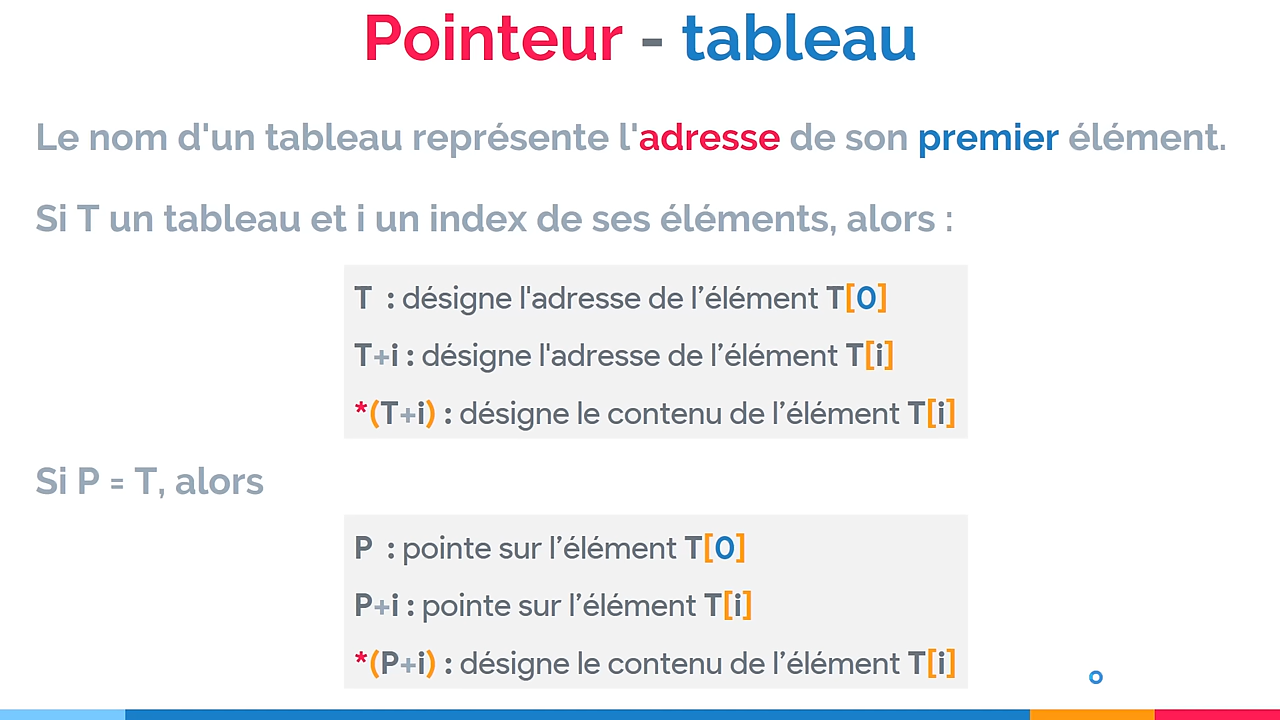 Pointeur - tableau
Le nom d'un tableau représente l'adresse de son premier élément.
Si T un tableau et i un index de ses éléments, alors :
T : désigne l'adresse de l’élément T[0]
T+i : désigne l'adresse de l’élément T[i]
*(T+i) : désigne le contenu de l’élément T[i]
Si P = T, alors
P : pointe sur l’élément T[0]
P+i : pointe sur l’élément T[i]
*(P+i) : désigne le contenu de l’élément T[i]